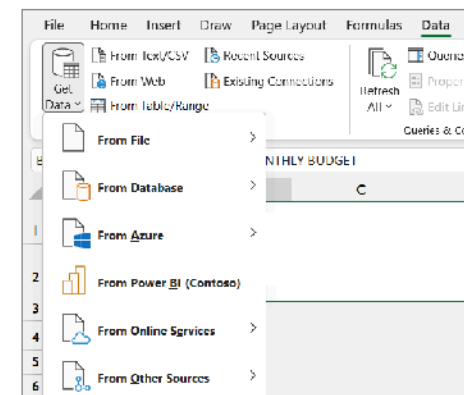 File Home Insert Draw Page Layout Formulas Data
From Text/CSV Recent Sources
From Web Existing Connections
From Table/Range
Get
Data
Refresh
All
Queries & C
From File
NTHLY BUDGET
C
From Database
From Azure
From Power BI (Contoso)
From Online Services
From Other Sources
1
2
3
4
5
6